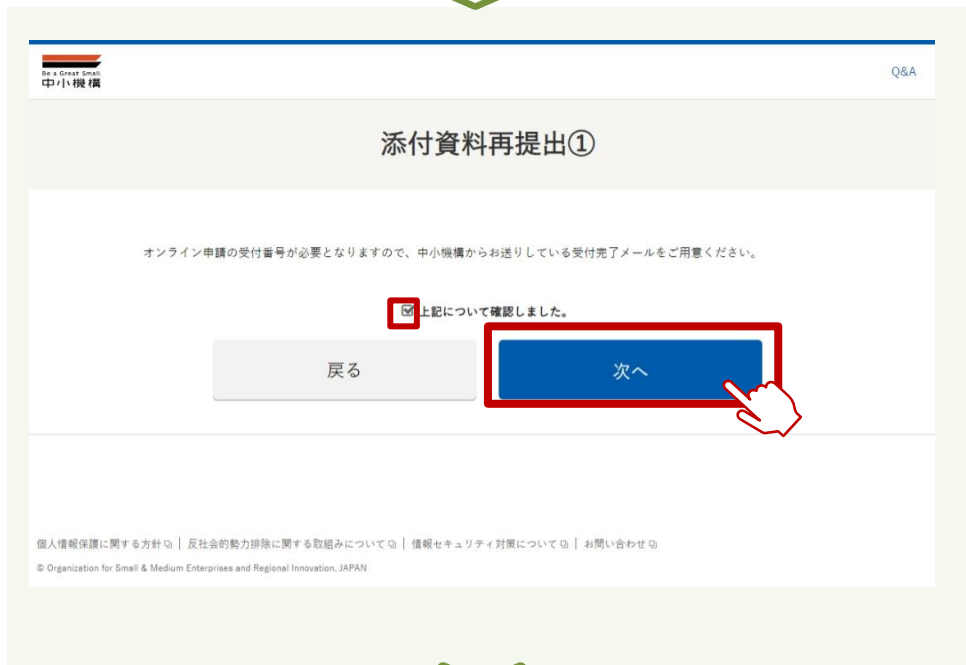 Be a Great Small.
中小機構
Q&A
添付資料再提出①
オンライン申請の受付番号が必要となりますので、中小機構からお送りしている受付完了メールをご用意ください。
上記について確認しました。
戻る
次へ
個人情報保護に関する方針 | 反社会的勢力排除に関する取組みについて | 情報セキュリティ対策について | お問い合わせ
© Organization for Small & Medium Enterprises and Regional Innovation, JAPAN